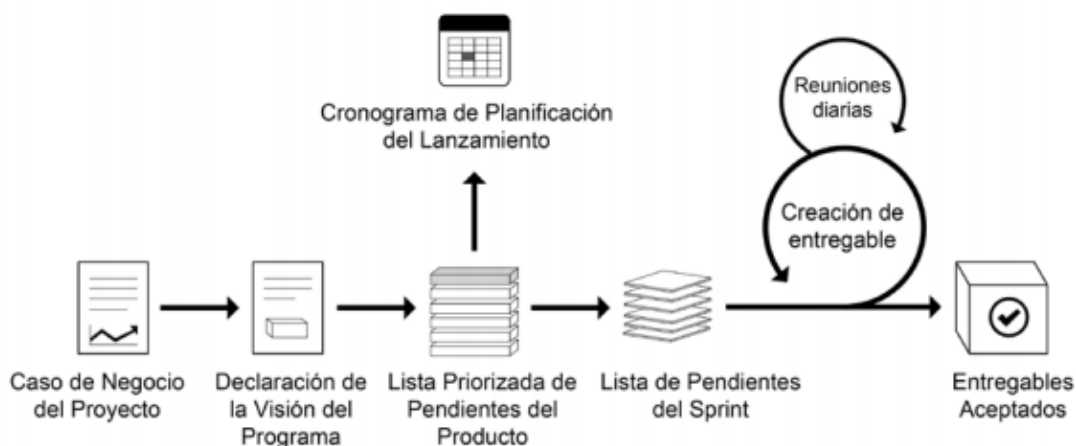 Cronograma de Planificación
del Lanzamiento
Reuniones
diarias
Creación de
entregable
Caso de Negocio
del Proyecto
Declaración de
la Visión del
Programa
Lista Priorizada de
Pendientes del
Producto
Lista de Pendientes
del Sprint
Entregables
Aceptados